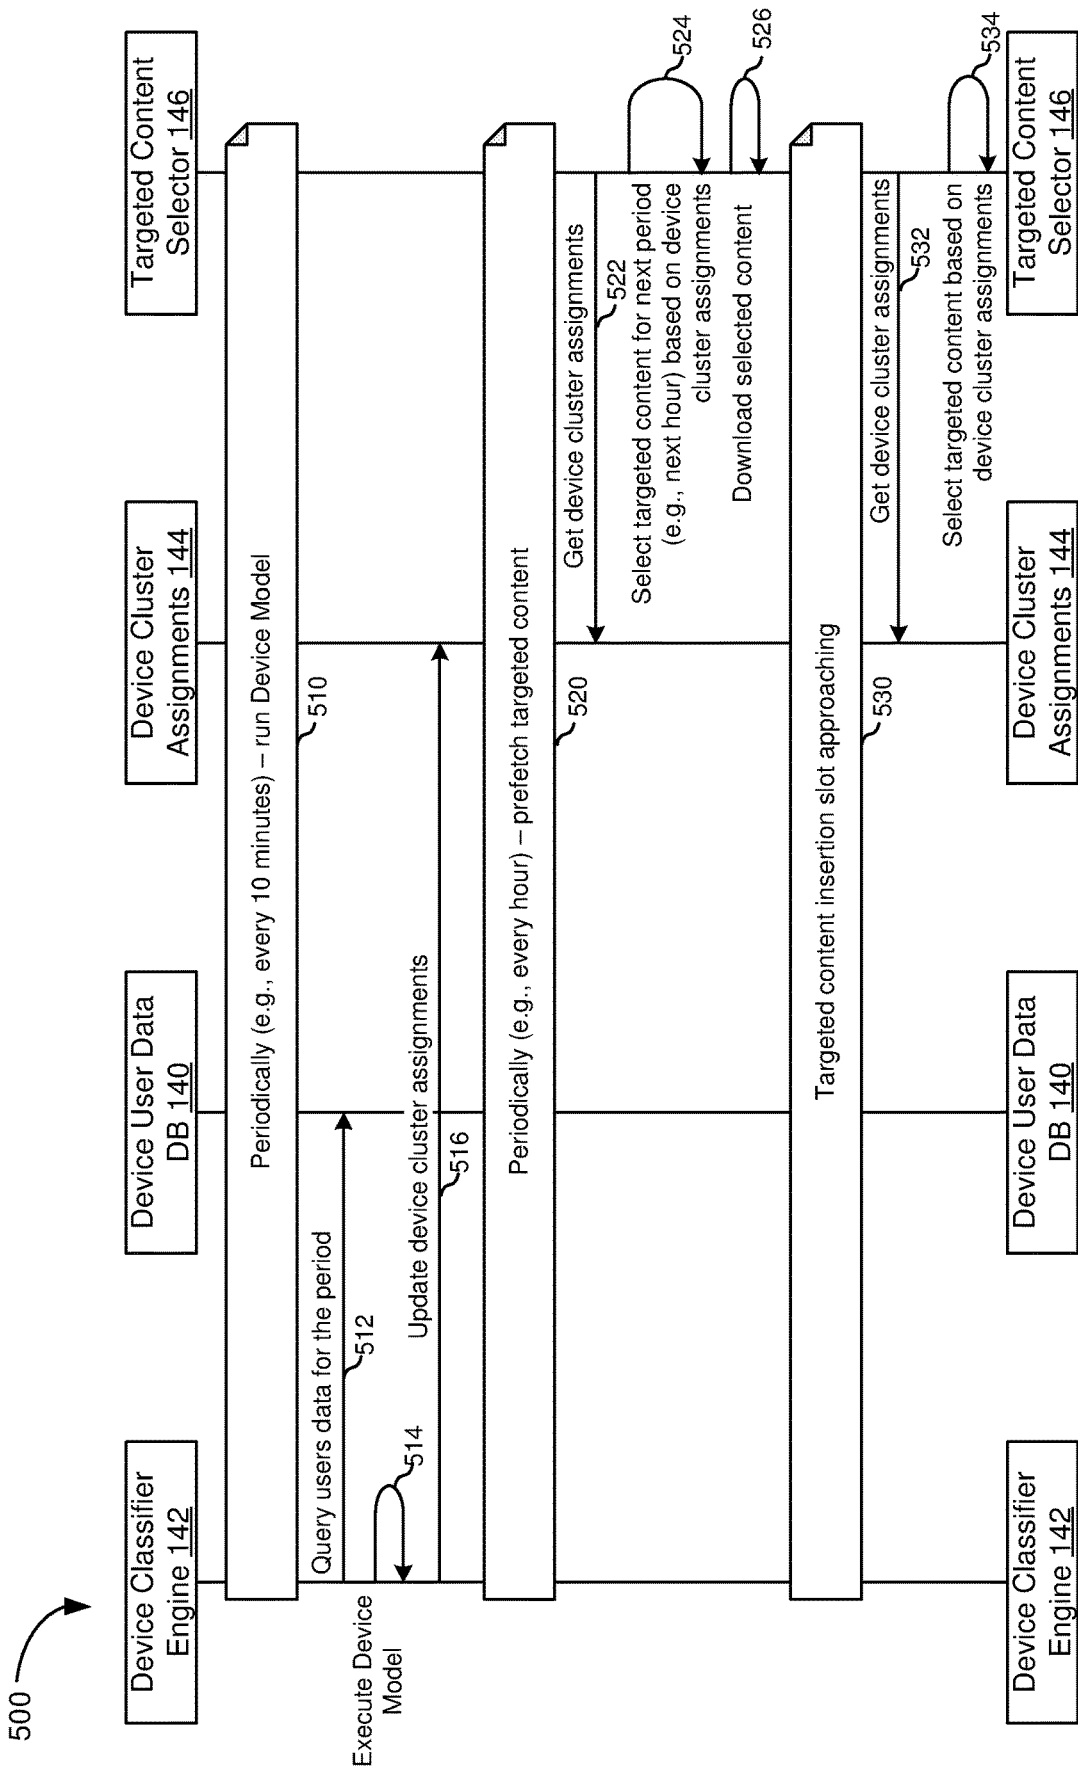 500
Device Classifier
Engine 142
Device User Data
DB 140
Device Cluster
Assignments 144
Targeted Content
Selector 146
Periodically (e.g., every 10 minutes) – run Device Model
510
Query users data for the period
512
Execute Device
Model
514
Update device cluster assignments
516
Periodically (e.g., every hour) – prefetch targeted content
520
Get device cluster assignments
522
Select targeted content for next period
(e.g., next hour) based on device
cluster assignments
524
Download selected content
526
Targeted content insertion slot approaching
530
Get device cluster assignments
532
Select targeted content based on
device cluster assignments
534
Device Classifier
Engine 142
Device User Data
DB 140
Device Cluster
Assignments 144
Targeted Content
Selector 146